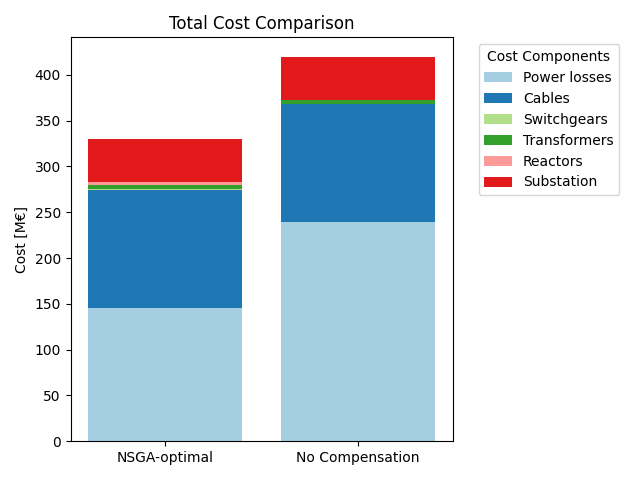 Total Cost Comparison
Cost Components
Power losses
Cables
Switchgears
Transformers
Reactors
Substation
Cost [M€]
400
350
300
250
200
150
100
50
0
NSGA-optimal
No Compensation